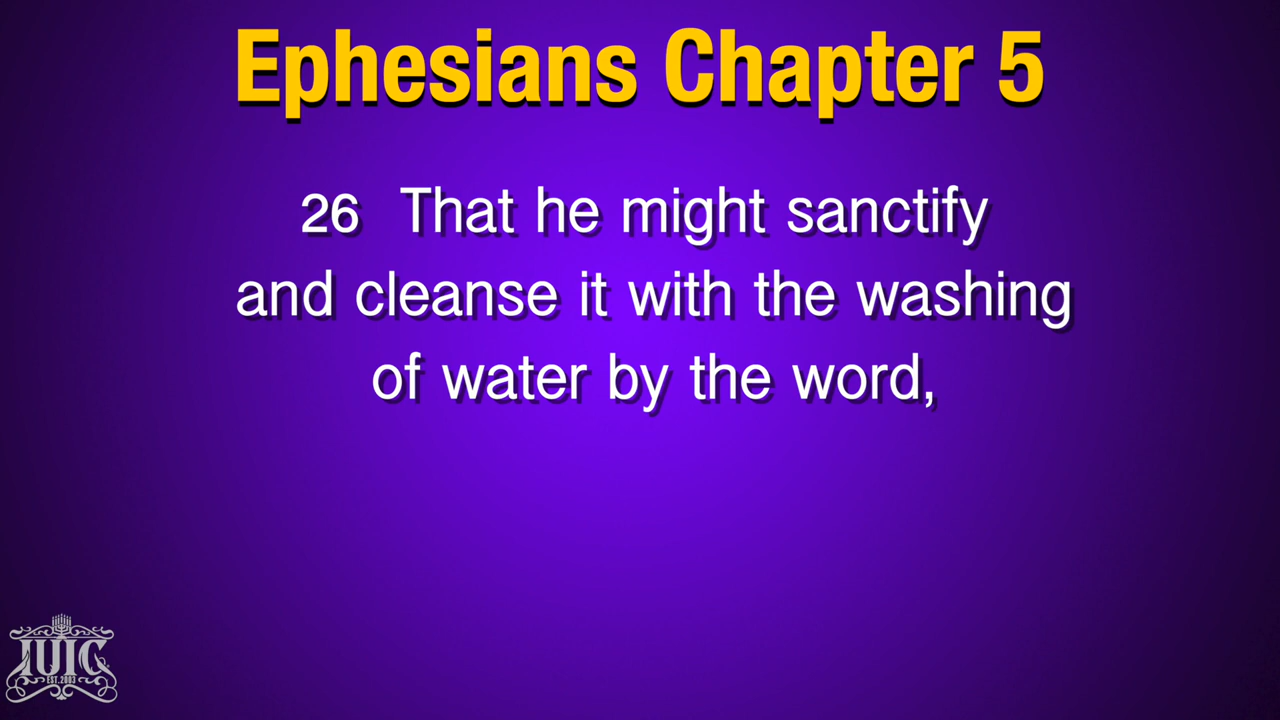 Ephesians Chapter 5
26 That he might sanctify
and cleanse it with the washing
of water by the word,
IUIC
EST. 2003